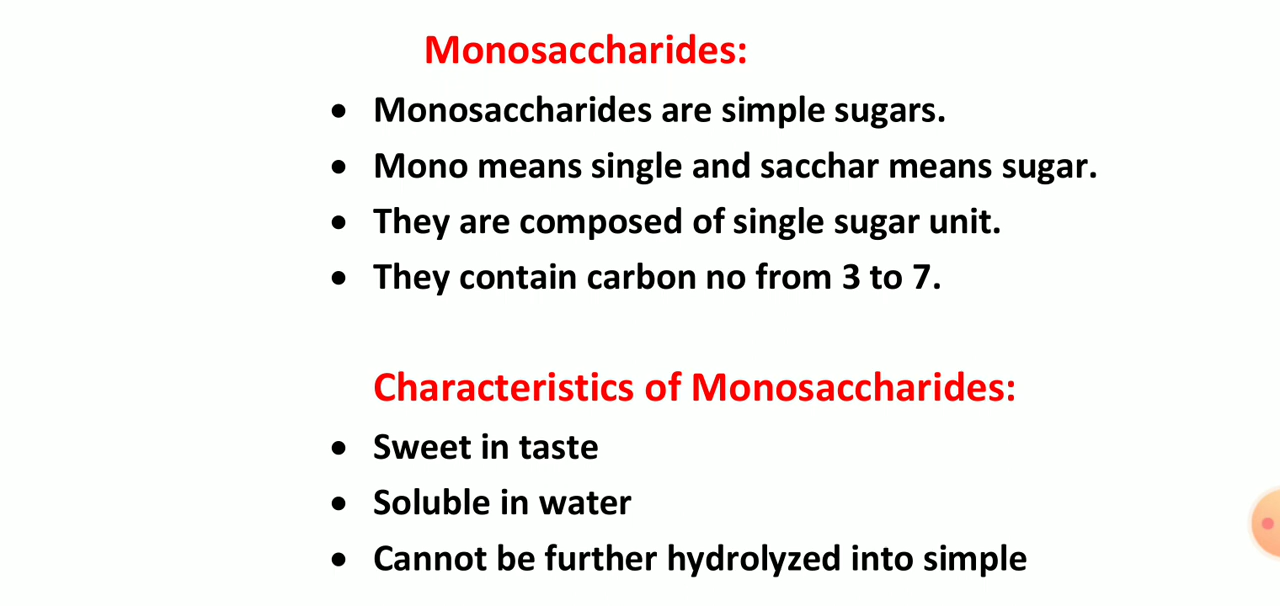 Monosaccharides:
• Monosaccharides are simple sugars.
• Mono means single and sacchar means sugar.
• They are composed of single sugar unit.
• They contain carbon no from 3 to 7.
Characteristics of Monosaccharides:
• Sweet in taste
• Soluble in water
• Cannot be further hydrolyzed into simple